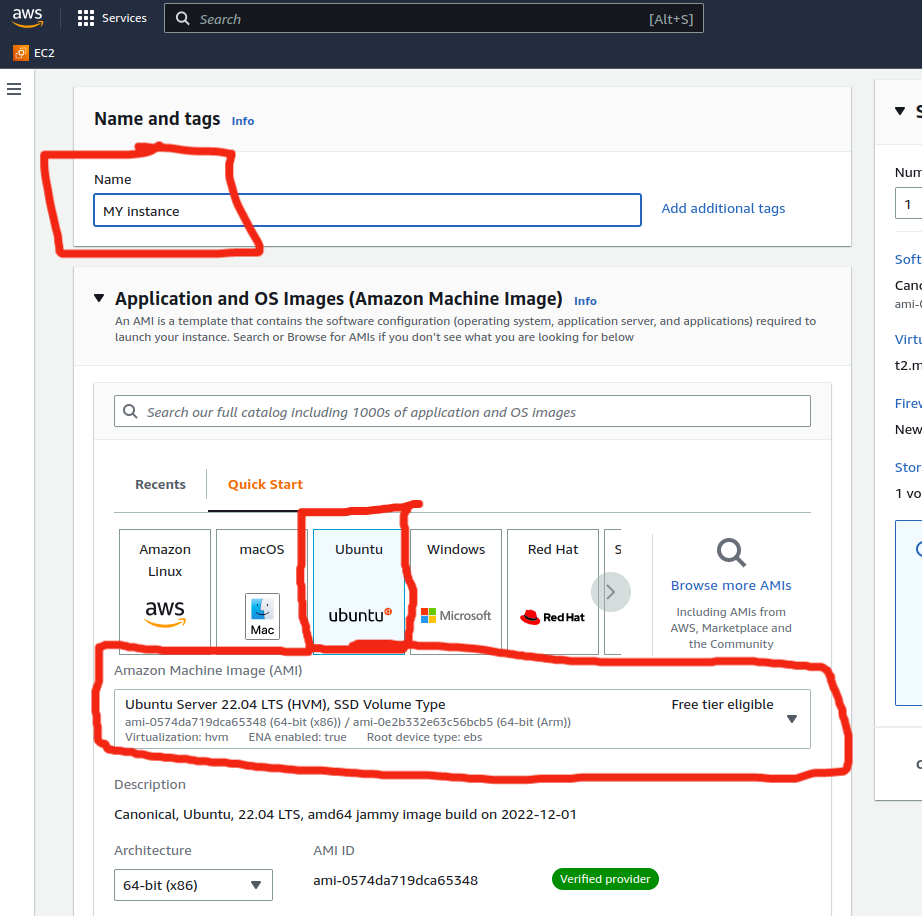 aws
Services
Search
[Alt+S]
EC2
Name and tags Info
Name
MY instance
Add additional tags
Application and OS Images (Amazon Machine Image) Info
An AMI is a template that contains the software configuration (operating system, application server, and applications) required to
launch your instance. Search or Browse for AMIs if you don't see what you are looking for below
Search our full catalog including 1000s of application and OS images
Recents
Quick Start
Amazon
Linux
aws
macOS
Mac
Ubuntu
ubuntu
Windows
Microsoft
Red Hat
Red Hat
S
Browse more AMIs
Including AMIs from
AWS, Marketplace and
the Community
Amazon Machine Image (AMI)
Ubuntu Server 22.04 LTS (HVM), SSD Volume Type
Free tier eligible
ami-0574da719dca65348 (64-bit (x86)) / ami-0e2b332e63c56bcb5 (64-bit (Arm))
Virtualization: hvm ENA enabled: true Root device type: ebs
Description
Canonical, Ubuntu, 22.04 LTS, amd64 jammy image build on 2022-12-01
Architecture
64-bit (x86)
AMI ID
ami-0574da719dca65348
Verified provider
S
Num
1
Soft
Cano
ami-0
Virtu
t2.m
Firew
New
Stor
1 vo